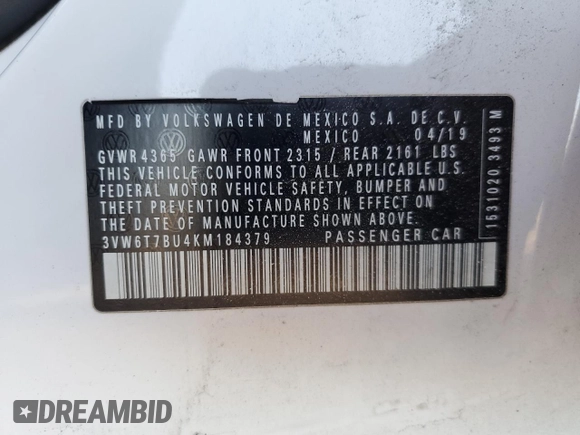 MFD BY VOLKSWAGEN DE MEXICO S.A. DE C.V.
MEXICO 04/19
GVWR 4365 GAWR FRONT 2315 / REAR 2161 LBS
THIS VEHICLE CONFORMS TO ALL APPLICABLE U.S.
FEDERAL MOTOR VEHICLE SAFETY, BUMPER AND
THEFT PREVENTION STANDARDS IN EFFECT ON
THE DATE OF MANUFACTURE SHOWN ABOVE.
3VW6T7BU4KM184379 PASSENGER CAR
1531020 3493 M
DREAMBID